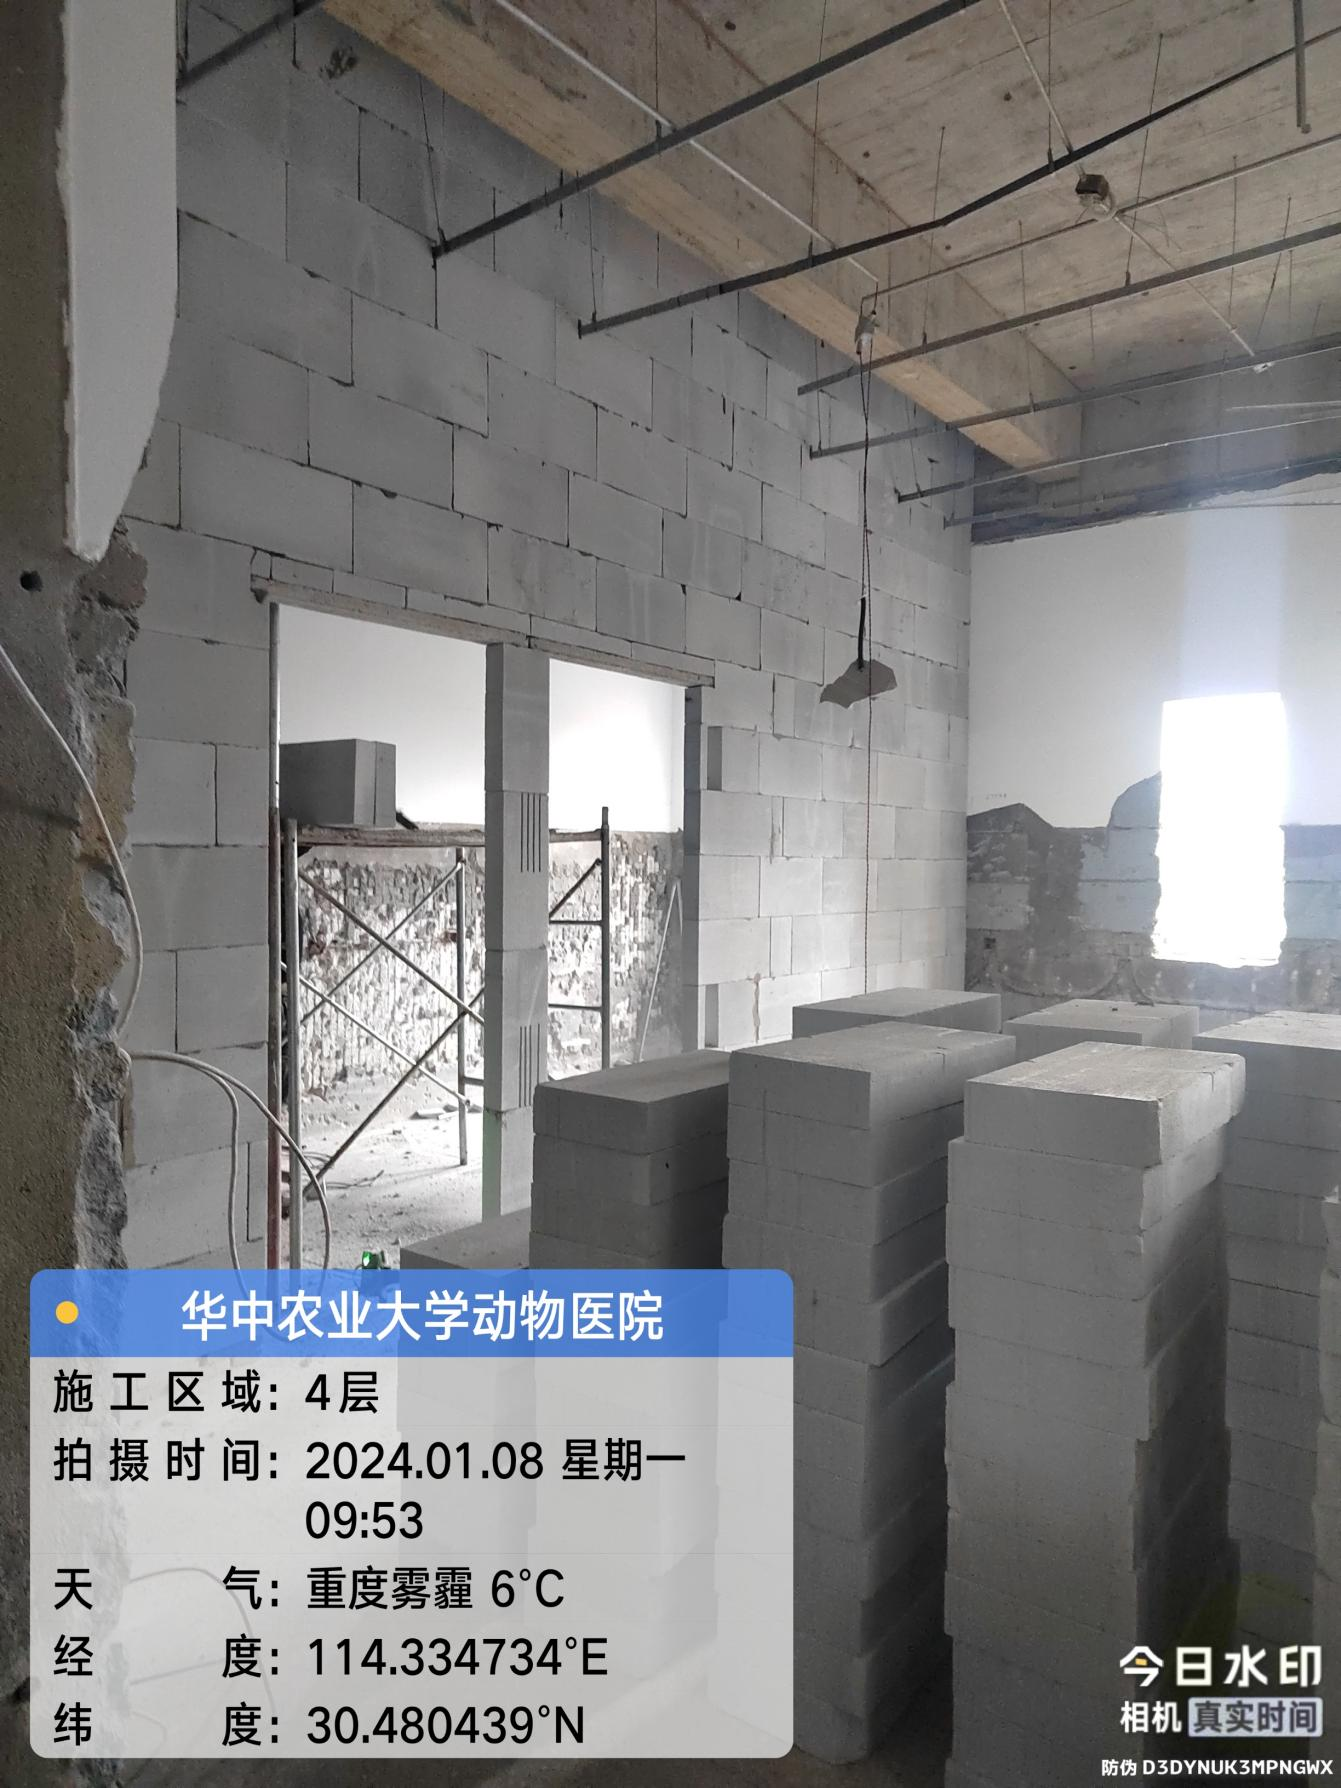 华中农业大学动物医院
施工区域：4层
拍摄时间：2024.01.08 星期一
09:53
天气：重度雾霾 6°C
经度：114.334734°E
纬度：30.480439°N
今日水印
相机 真实时间
防伪 D3DYNUK3MPNGWX